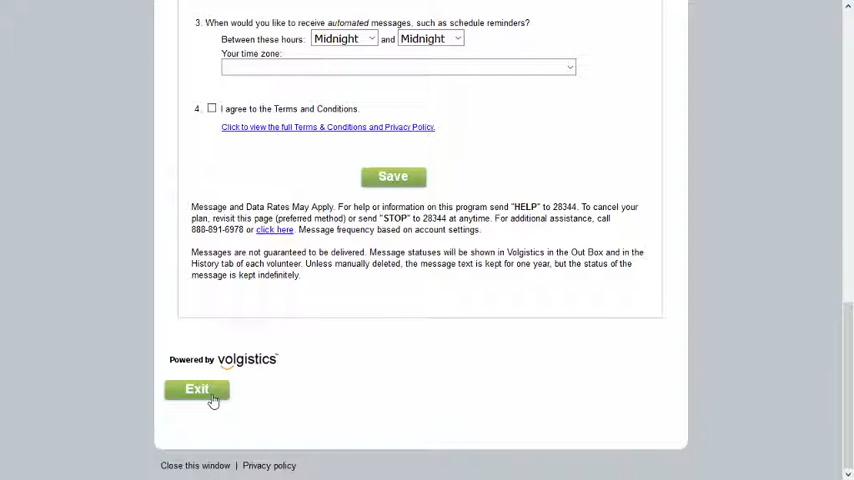 3. When would you like to receive automated messages, such as schedule reminders?
Between these hours: Midnight and Midnight
Your time zone:
4. I agree to the Terms and Conditions.
Click to view the full Terms & Conditions and Privacy Policy.
Save
Message and Data Rates May Apply. For help or information on this program send "HELP" to 28344. To cancel your
plan, revisit this page (preferred method) or send "STOP" to 28344 at anytime. For additional assistance, call
888-891-6978 or click here. Message frequency based on account settings.
Messages are not guaranteed to be delivered. Message statuses will be shown in Volgistics in the Out Box and in the
History tab of each volunteer. Unless manually deleted, the message text is kept for one year, but the status of the
message is kept indefinitely.
Powered by volgistics™
Exit
Close this window | Privacy policy